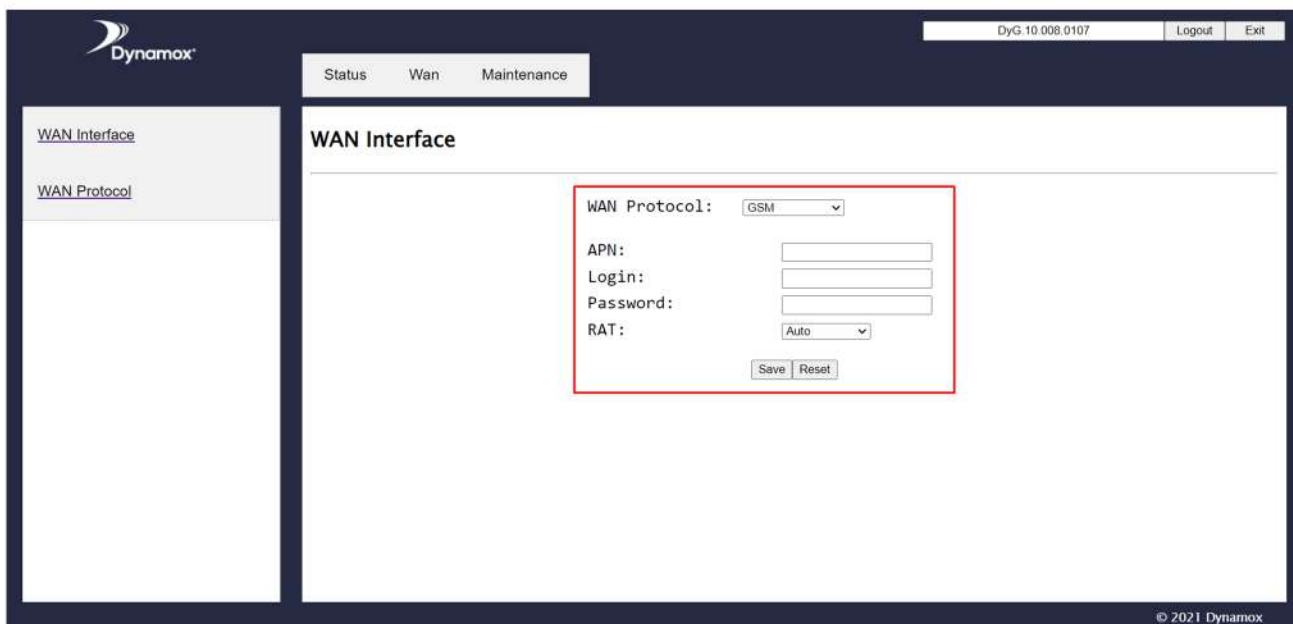 Dynamox
DyG.10.008.0107 Logout Exit
Status Wan Maintenance
WAN Interface
WAN Protocol
WAN Interface
WAN Protocol: GSM
APN:
Login:
Password:
RAT: Auto
Save Reset
© 2021 Dynamox